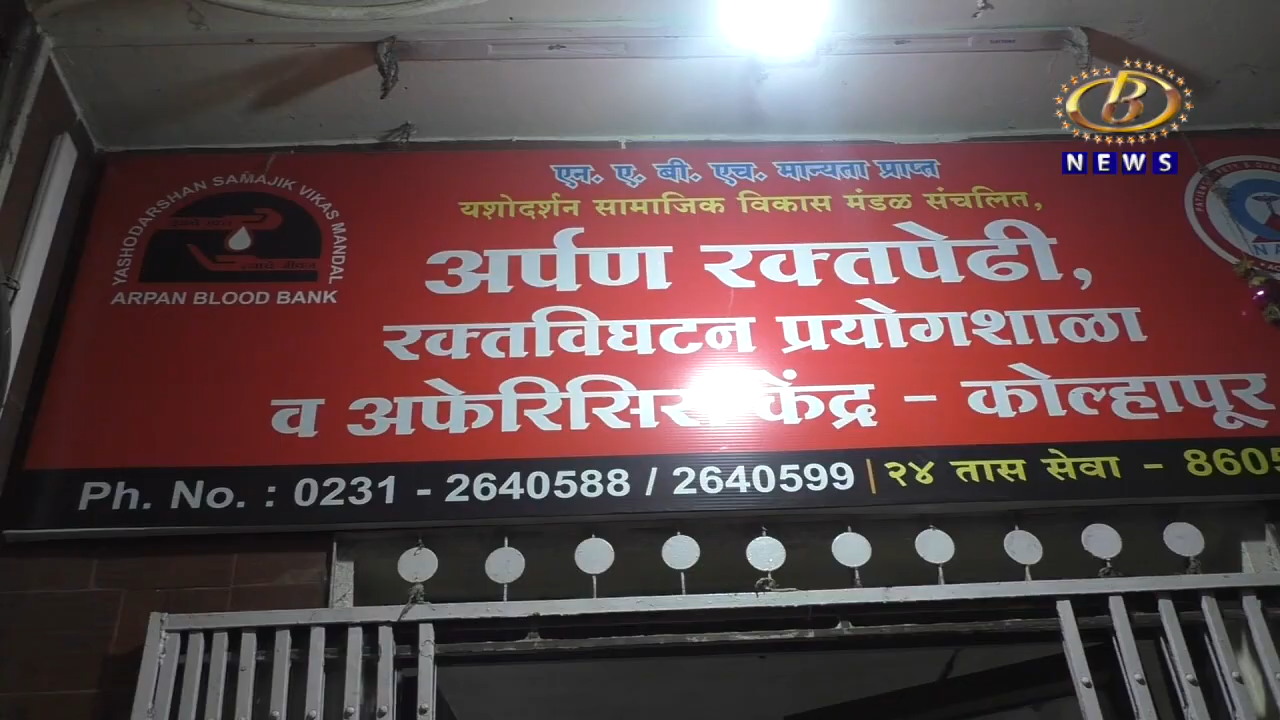 B
NEWS
एन. ए. बी. एच. मान्यता प्राप्त
यशोदर्शन सामाजिक विकास मंडळ संचलित,
अर्पण रक्तपेढी,
रक्तविघटन प्रयोगशाळा
व अफेरिसिस केंद्र - कोल्हापूर
Ph. No. : 0231 - 2640588 / 2640599 | २४ तास सेवा - 8605
YASHODARSHAN SAMAJIK VIKAS MANDAL
ARPAN BLOOD BANK